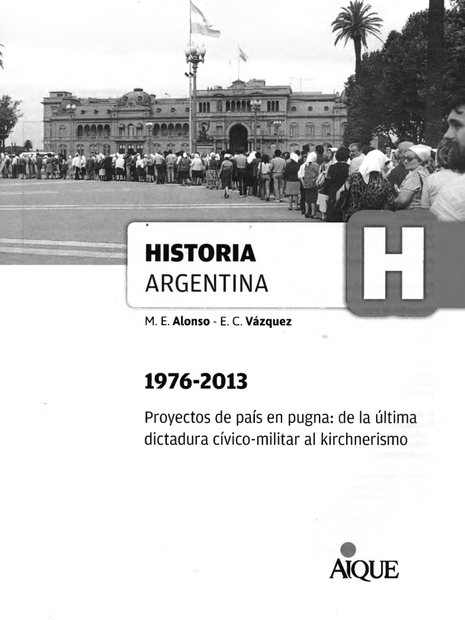 HISTORIA
ARGENTINA
H
M. E. Alonso - E. C. Vázquez
1976-2013
Proyectos de país en pugna: de la última
dictadura cívico-militar al kirchnerismo
AIQUE